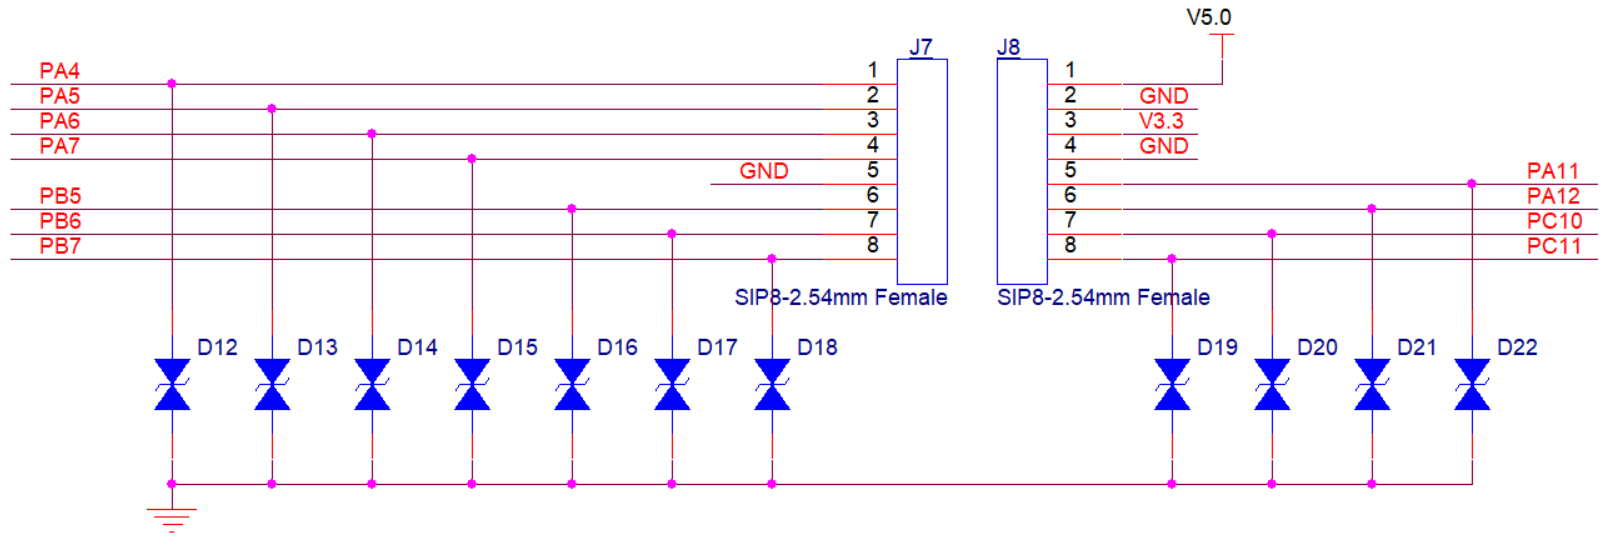 V5.0
J7 J8
PA4 1 1
PA5 2 2 GND
PA6 3 3 V3.3
PA7 4 4 GND
GND 5 5 PA11
PB5 6 6 PA12
PB6 7 7 PC10
PB7 8 8 PC11
SIP8-2.54mm Female SIP8-2.54mm Female
D12 D13 D14 D15 D16 D17 D18 D19 D20 D21 D22